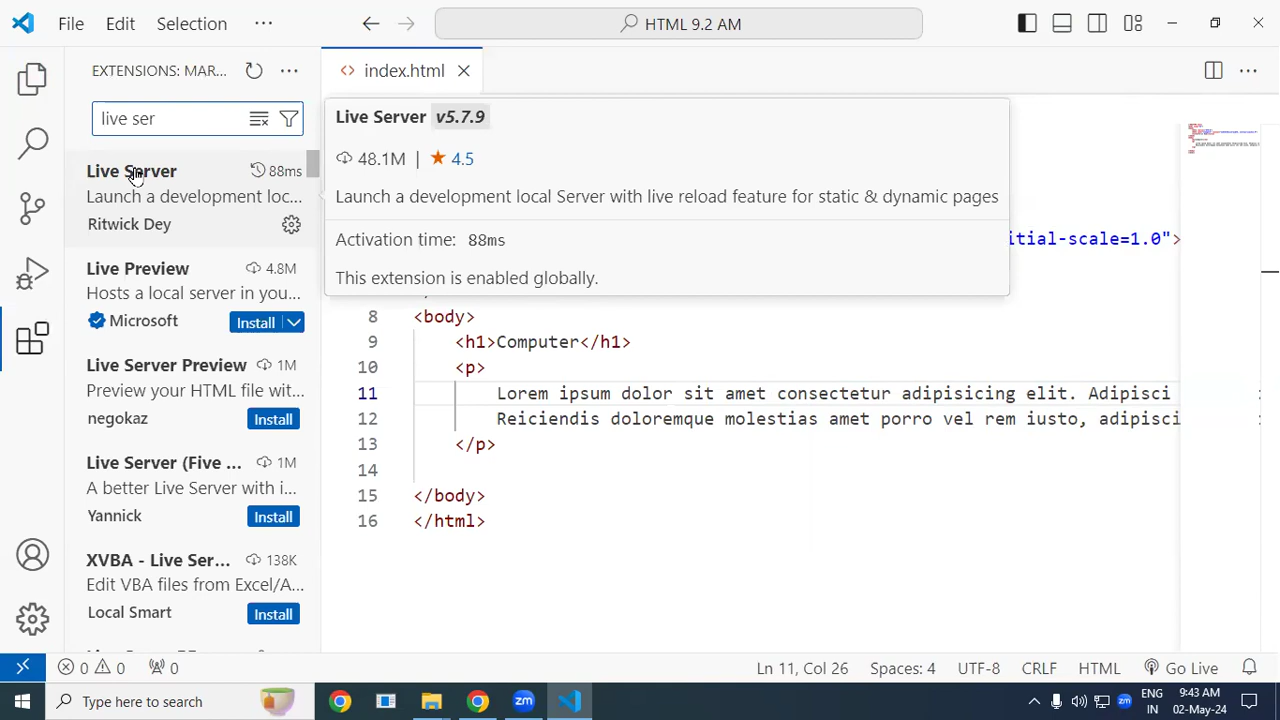 File Edit Selection ··· HTML 9.2 AM
EXTENSIONS: MAR...
index.html
live ser
Live Server 88ms
Launch a development loc...
Ritwick Dey
Live Preview 4.8M
Hosts a local server in you...
Microsoft Install
Live Server Preview 1M
Preview your HTML file wit...
negokaz Install
Live Server (Five ... 1M
A better Live Server with i...
Yannick Install
XVBA - Live Ser... 138K
Edit VBA files from Excel/A...
Local Smart Install
Live Server v5.7.9
48.1M | ★ 4.5
Launch a development local Server with live reload feature for static & dynamic pages
Activation time: 88ms
This extension is enabled globally.
itial-scale=1.0">
8 <body>
9 <h1>Computer</h1>
10 <p>
11 Lorem ipsum dolor sit amet consectetur adipisicing elit. Adipisci
12 Reiciendis doloremque molestias amet porro vel rem iusto, adipisci
13 </p>
14
15 </body>
16 </html>
0 0 0 Ln 11, Col 26 Spaces: 4 UTF-8 CRLF HTML Go Live
Type here to search zm zm ENG IN 9:43 AM 02-May-24